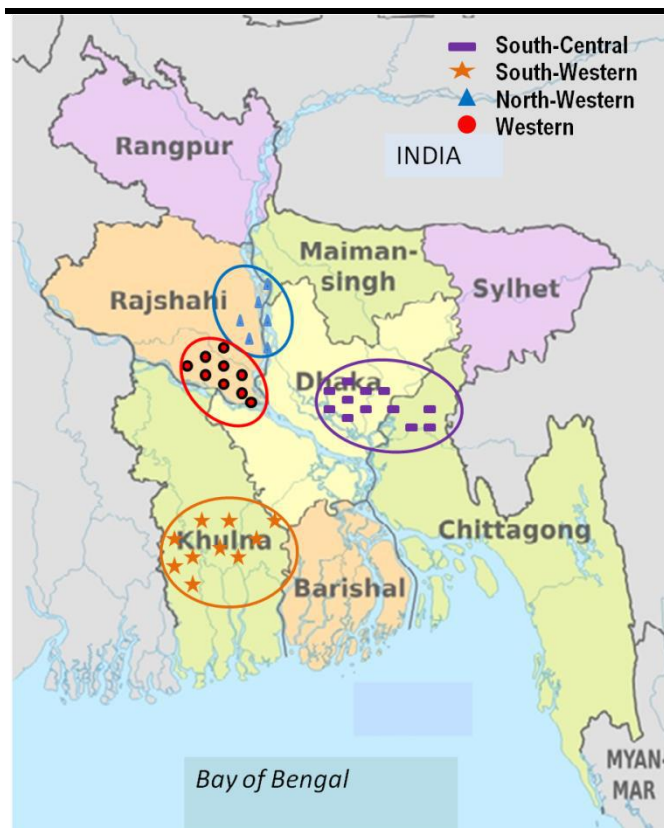 South-Central
South-Western
North-Western
Western
INDIA
Rangpur
Maiman-
singh
Sylhet
Rajshahi
Dhaka
Khulna
Chittagong
Barishal
Bay of Bengal
MYAN-
MAR